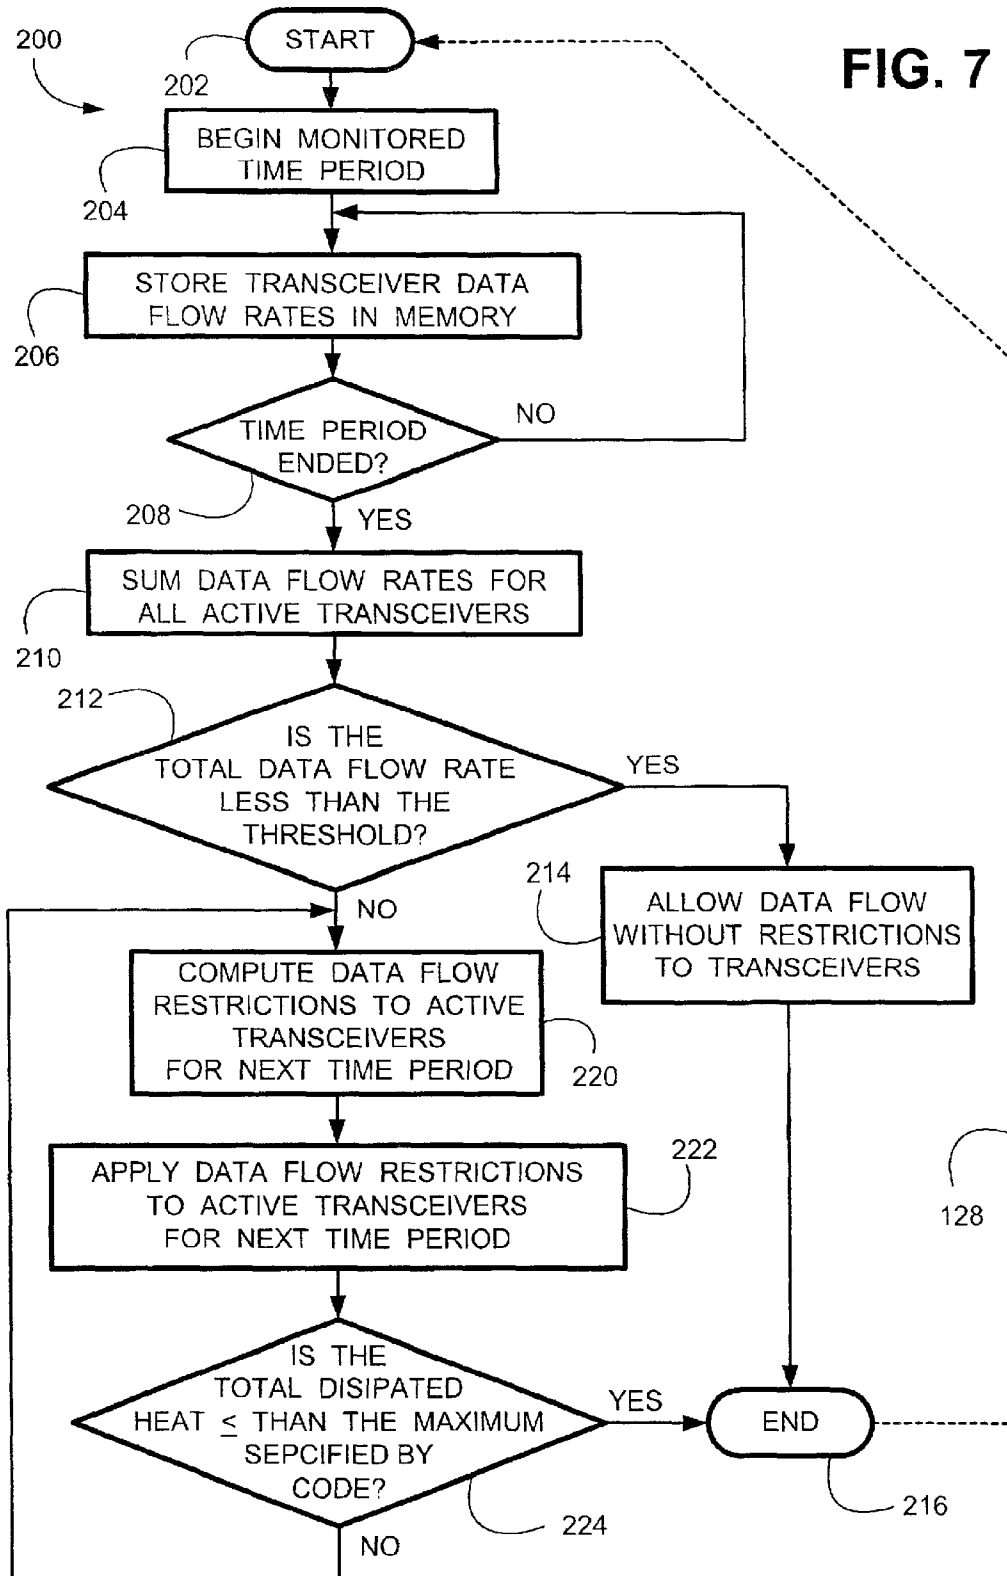 200
START
FIG. 7
202
BEGIN MONITORED
TIME PERIOD
204
STORE TRANSCEIVER DATA
FLOW RATES IN MEMORY
206
TIME PERIOD
ENDED?
NO
208
YES
SUM DATA FLOW RATES FOR
ALL ACTIVE TRANSCEIVERS
210
212
IS THE
TOTAL DATA FLOW RATE
LESS THAN THE
THRESHOLD?
YES
NO
214
ALLOW DATA FLOW
WITHOUT RESTRICTIONS
TO TRANSCEIVERS
COMPUTE DATA FLOW
RESTRICTIONS TO ACTIVE
TRANSCEIVERS
FOR NEXT TIME PERIOD
220
APPLY DATA FLOW RESTRICTIONS
TO ACTIVE TRANSCEIVERS
FOR NEXT TIME PERIOD
222
128
IS THE
TOTAL DISIPATED
HEAT ≤ THAN THE MAXIMUM
SEPCIFIED BY
CODE?
YES
END
216
224
NO